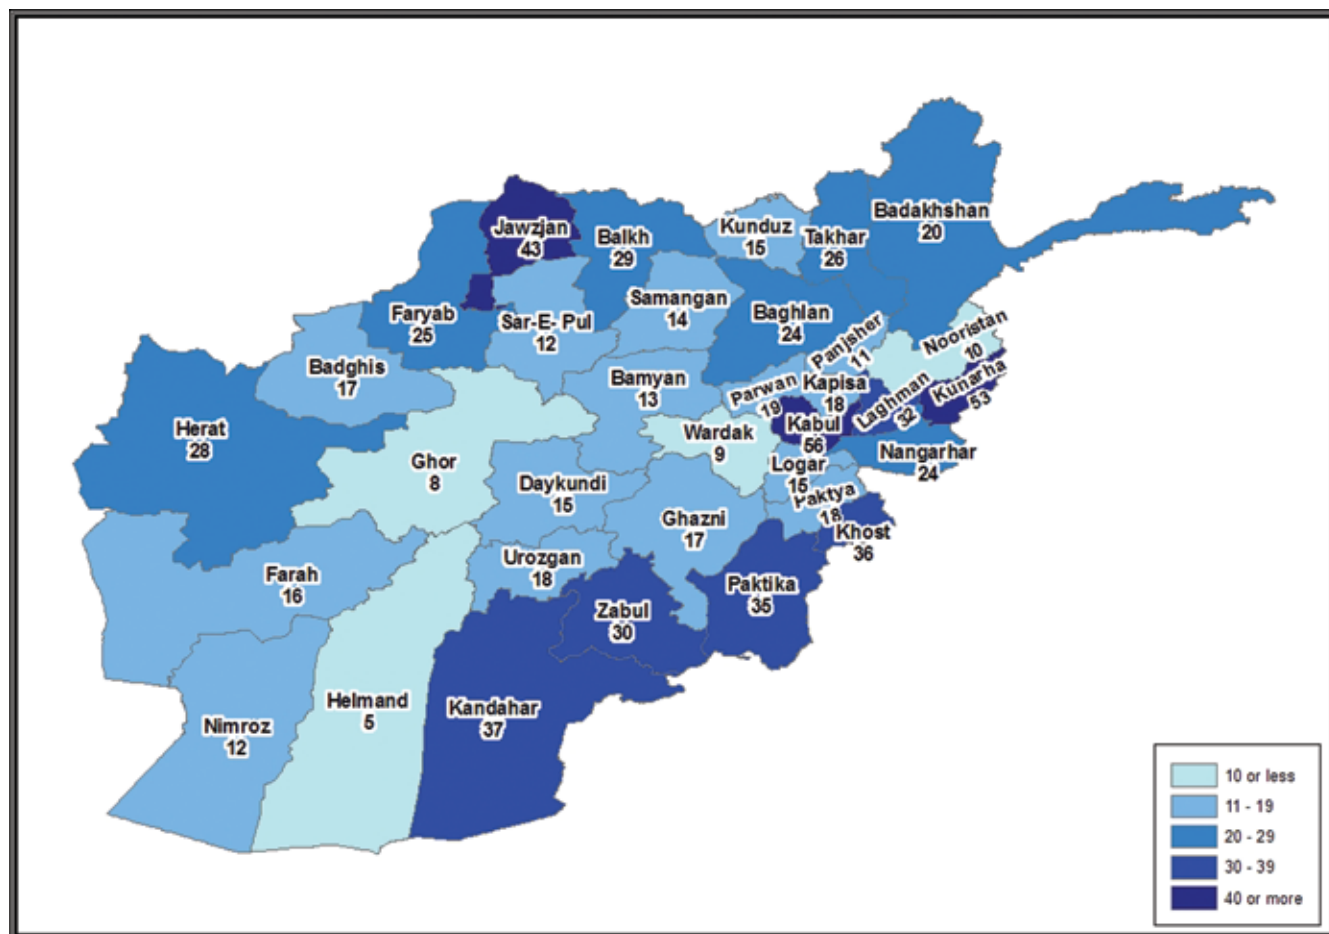 Badakhshan
20
Jawzjan
43
Balkh
29
Kunduz
15
Takhar
26
Faryab
25
Sar-E- Pul
12
Samangan
14
Baghlan
24
Panjsher
11
Nooristan
10
Badghis
17
Bamyan
13
Parwan
19
Kapisa
18
Laghman
32
Kunarha
53
Herat
28
Ghor
8
Wardak
9
Kabul
56
Nangarhar
24
Daykundi
15
Logar
15
Paktya
18
Ghazni
17
Khost
36
Urozgan
18
Farah
16
Zabul
30
Paktika
35
Helmand
5
Kandahar
37
Nimroz
12
10 or less
11 - 19
20 - 29
30 - 39
40 or more